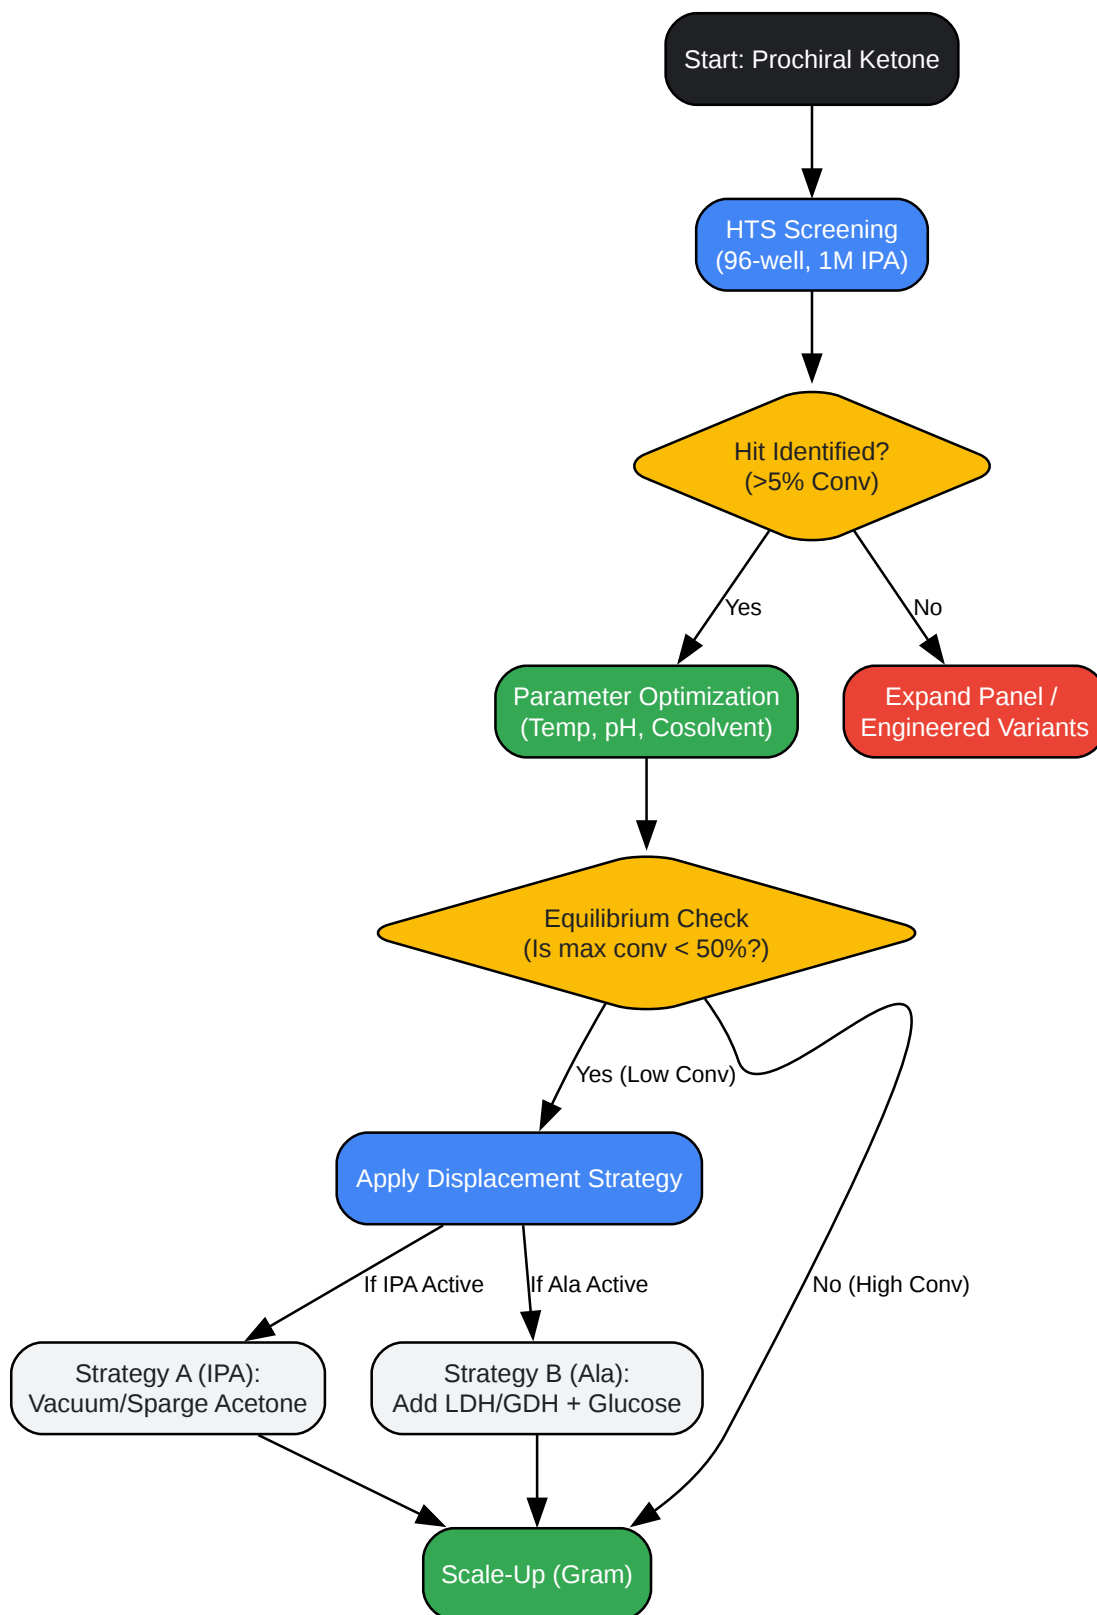 Start: Prochiral Ketone
HTS Screening
(96-well, 1M IPA)
Hit Identified?
(>5% Conv)
Yes
No
Parameter Optimization
(Temp, pH, Cosolvent)
Expand Panel /
Engineered Variants
Equilibrium Check
(Is max conv < 50%?)
Yes (Low Conv)
Apply Displacement Strategy
If IPA Active
If Ala Active
No (High Conv)
Strategy A (IPA):
Vacuum/Sparge Acetone
Strategy B (Ala):
Add LDH/GDH + Glucose
Scale-Up (Gram)